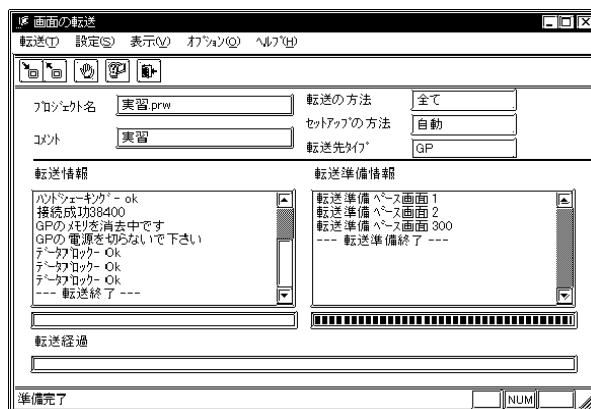 画面の転送
転送(T) 設定(S) 表示(V) ｵﾌﾟｼｮﾝ(O) ﾍﾙﾌﾟ(H)
ﾌﾟﾛｼﾞｪｸﾄ名 実習.prw
ｺﾒﾝﾄ 実習
転送の方法 全て
ｾｯﾄｱｯﾌﾟの方法 自動
転送先ﾀｲﾌﾟ GP
転送情報
ﾊﾝﾄﾞｼｪｰｷﾝｸﾞｰ ok
接続成功38400
GPのﾒﾓﾘを消去中です
GPの電源を切らないで下さい
ﾃﾞｰﾀﾌﾞﾛｯｸｰ Ok
ﾃﾞｰﾀﾌﾞﾛｯｸｰ Ok
ﾃﾞｰﾀﾌﾞﾛｯｸｰ Ok
--- 転送終了 ---
転送準備情報
転送準備 ﾍﾞｰｽ画面 1
転送準備 ﾍﾞｰｽ画面 2
転送準備 ﾍﾞｰｽ画面 300
--- 転送準備終了 ---
転送経過
準備完了 NUM